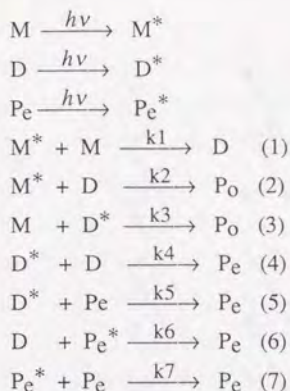 M hν→ M*
D hν→ D*
Pe hν→ Pe*
M* + M k1→ D (1)
M* + D k2→ Po (2)
M + D* k3→ Po (3)
D* + D k4→ Pe (4)
D* + Pe k5→ Pe (5)
D + Pe* k6→ Pe (6)
Pe* + Pe k7→ Pe (7)